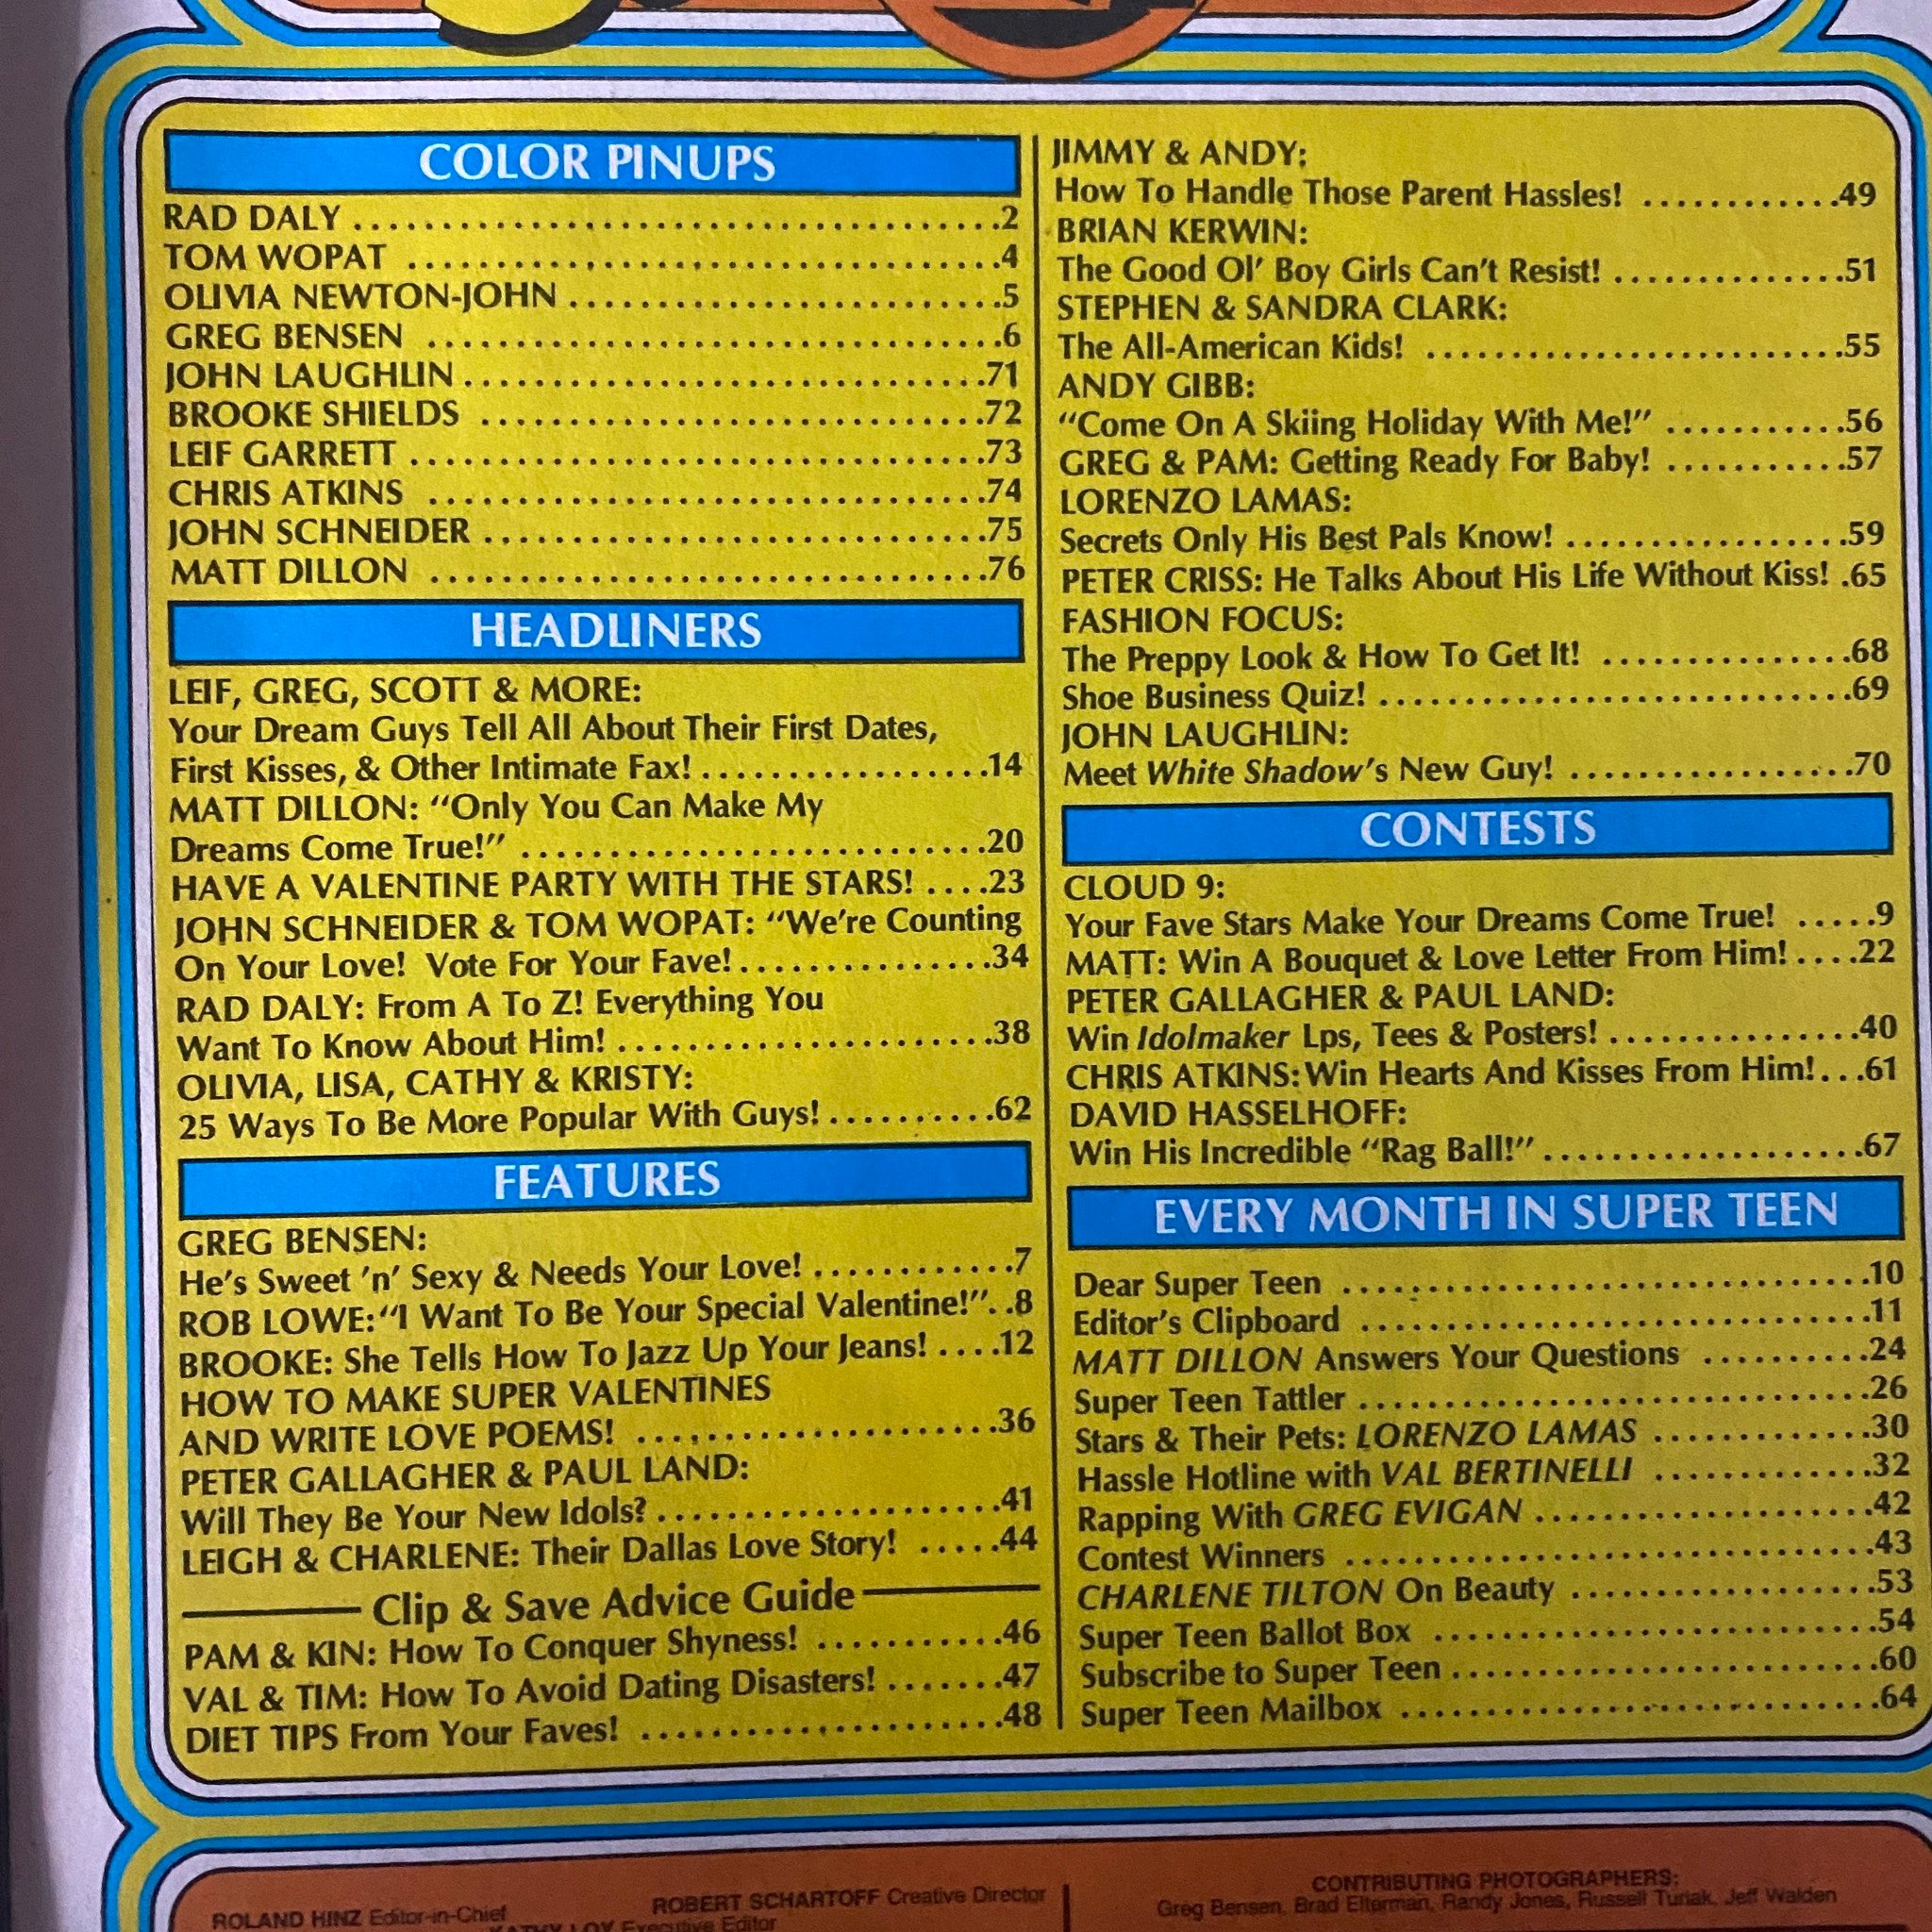 COLOR PINUPS
RAD DALY ........................................2
TOM WOPAT ....................................4
OLIVIA NEWTON-JOHN ..........................5
GREG BENSEN ...................................6
JOHN LAUGHLIN ................................71
BROOKE SHIELDS ...............................72
LEIF GARRETT ...................................73
CHRIS ATKINS ..................................74
JOHN SCHNEIDER ...............................75
MATT DILLON ..................................76
HEADLINERS
LEIF, GREG, SCOTT & MORE:
Your Dream Guys Tell All About Their First Dates,
First Kisses, & Other Intimate Fax! ..................14
MATT DILLON: “Only You Can Make My
Dreams Come True!” ............................20
HAVE A VALENTINE PARTY WITH THE STARS! ....23
JOHN SCHNEIDER & TOM WOPAT: “We’re Counting
On Your Love! Vote For Your Fave! ...............34
RAD DALY: From A To Z! Everything You
Want To Know About Him! .......................38
OLIVIA, LISA, CATHY & KRISTY:
25 Ways To Be More Popular With Guys! ..........62
FEATURES
GREG BENSEN:
He’s Sweet ’n’ Sexy & Needs Your Love! ............7
ROB LOWE: “I Want To Be Your Special Valentine!”. .8
BROOKE: She Tells How To Jazz Up Your Jeans! ....12
HOW TO MAKE SUPER VALENTINES
AND WRITE LOVE POEMS! ......................36
PETER GALLAGHER & PAUL LAND:
Will They Be Your New Idols? .....................41
LEIGH & CHARLENE: Their Dallas Love Story! .....44
Clip & Save Advice Guide
PAM & KIN: How To Conquer Shyness! ...........46
VAL & TIM: How To Avoid Dating Disasters! .......47
DIET TIPS From Your Faves! ......................48
JIMMY & ANDY:
How To Handle Those Parent Hassles! ............49
BRIAN KERWIN:
The Good Ol’ Boy Girls Can’t Resist! ..............51
STEPHEN & SANDRA CLARK:
The All-American Kids! .........................55
ANDY GIBB:
“Come On A Skiing Holiday With Me!” ...........56
GREG & PAM: Getting Ready For Baby! ...........57
LORENZO LAMAS:
Secrets Only His Best Pals Know! .................59
PETER CRISS: He Talks About His Life Without Kiss! .65
FASHION FOCUS:
The Preppy Look & How To Get It! ...............68
Shoe Business Quiz! ............................69
JOHN LAUGHLIN:
Meet White Shadow’s New Guy! .................70
CONTESTS
CLOUD 9:
Your Fave Stars Make Your Dreams Come True! .....9
MATT: Win A Bouquet & Love Letter From Him! ....22
PETER GALLAGHER & PAUL LAND:
Win Idolmaker Lps, Tees & Posters! ...............40
CHRIS ATKINS: Win Hearts And Kisses From Him! ...61
DAVID HASSELHOFF:
Win His Incredible “Rag Ball!” ...................67
EVERY MONTH IN SUPER TEEN
Dear Super Teen ................................10
Editor’s Clipboard ...............................11
MATT DILLON Answers Your Questions ..........24
Super Teen Tattler ...............................26
Stars & Their Pets: LORENZO LAMAS .............30
Hassle Hotline with VAL BERTINELLI .............32
Rapping With GREG EVIGAN ....................42
Contest Winners ................................43
CHARLENE TILTON On Beauty ..................53
Super Teen Ballot Box ...........................54
Subscribe to Super Teen .........................60
Super Teen Mailbox .............................64
ROLAND HINZ Editor-in-Chief
ROBERT SCHARTOFF Creative Director
KATHY LOY Executive Editor
CONTRIBUTING PHOTOGRAPHERS:
Greg Bensen, Brad Elterman, Randy Jones, Russell Turiak, Jeff Walden